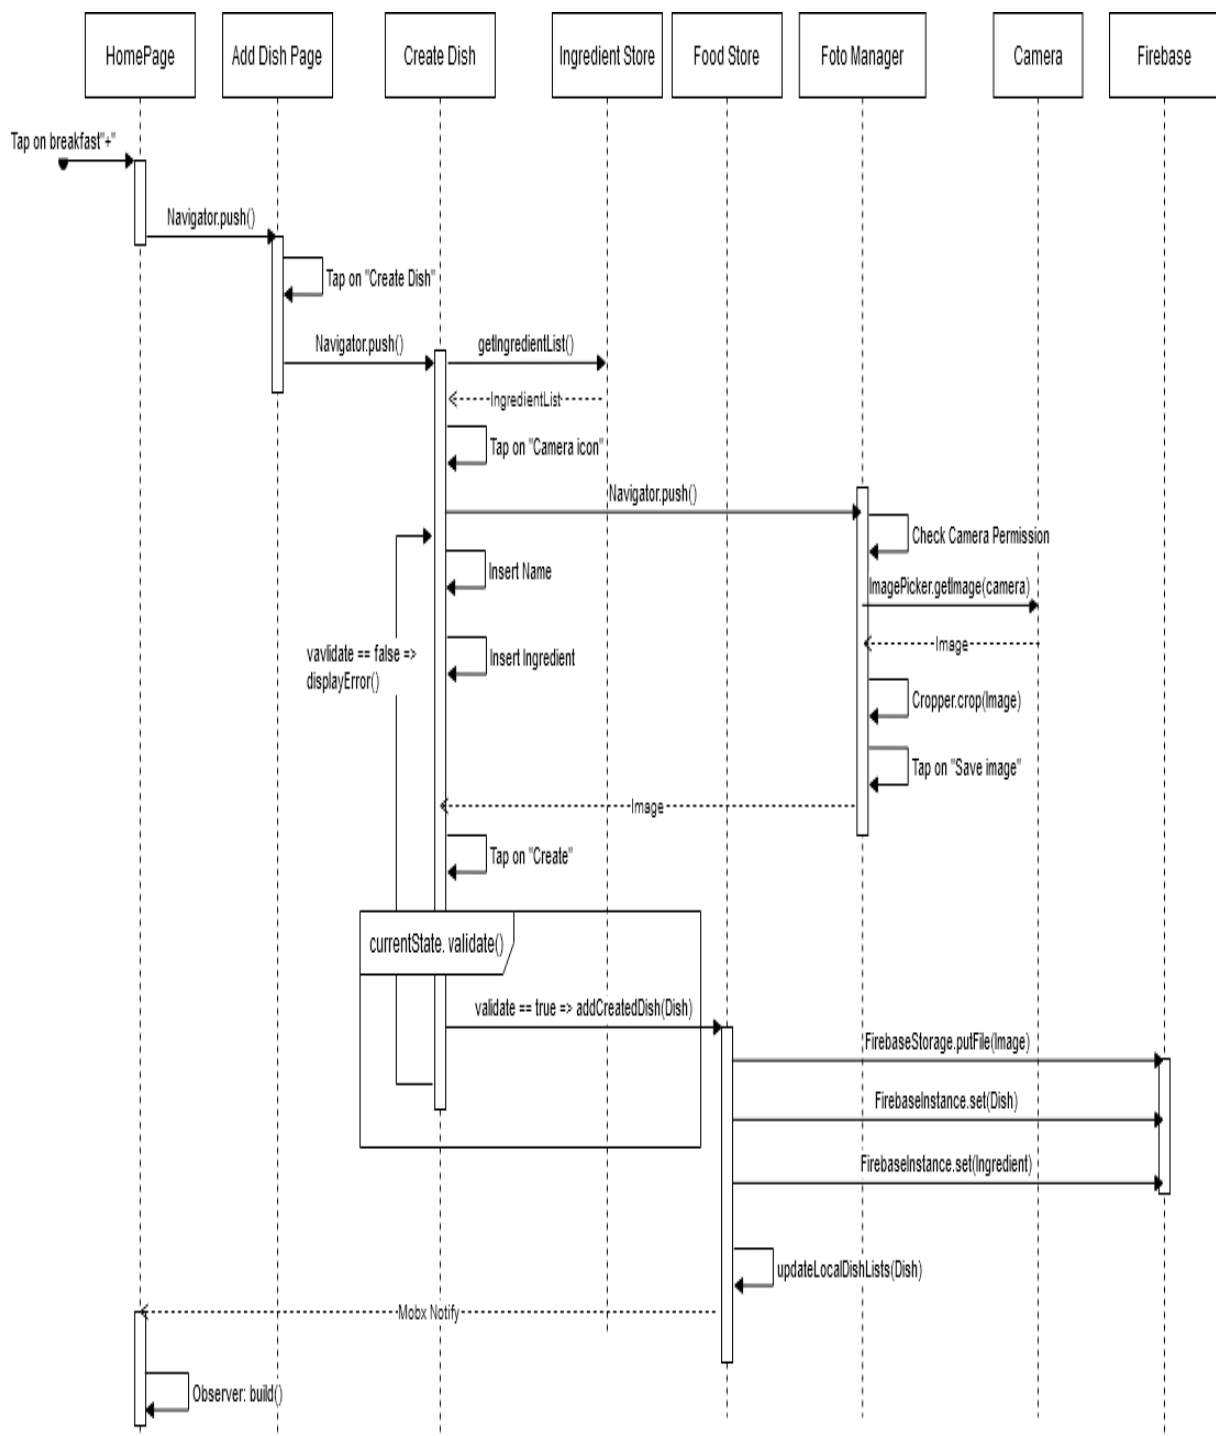 HomePage
Add Dish Page
Create Dish
Ingredient Store
Food Store
Foto Manager
Camera
Firebase
Tap on breakfast"+"
Navigator.push()
Tap on "Create Dish"
Navigator.push()
getIngredientList()
IngredientList
Tap on "Camera icon"
Navigator.push()
Check Camera Permission
Insert Name
ImagePicker.getImage(camera)
Image
vavlidate == false =>
displayError()
Insert Ingredient
Cropper.crop(Image)
Tap on "Save image"
Image
Tap on "Create"
currentState. validate()
validate == true => addCreatedDish(Dish)
FirebaseStorage.putFile(Image)
FirebaseInstance.set(Dish)
FirebaseInstance.set(Ingredient)
updateLocalDishLists(Dish)
Mobx Notify
Observer: build()